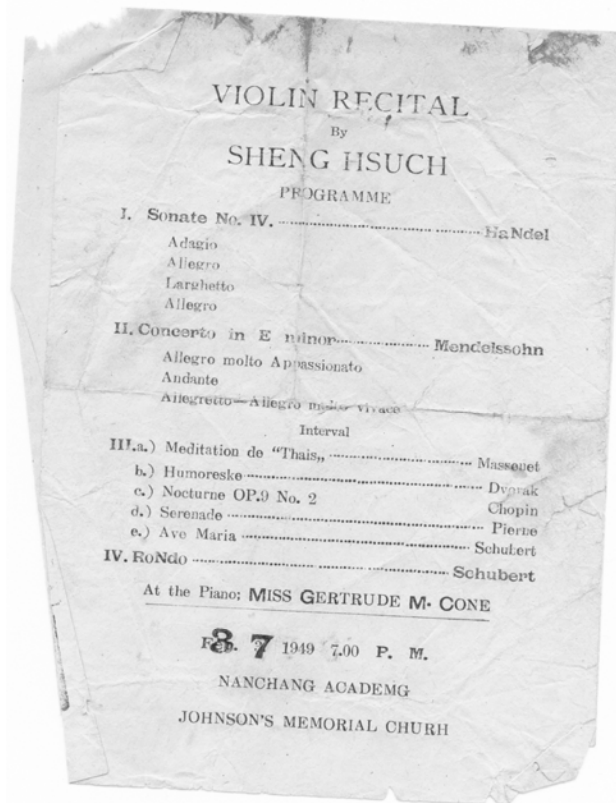 VIOLIN RECITAL
By
SHENG HSUCH
PROGRAMME
I. Sonate No. IV. ........................................ HaNdel
Adagio
Allegro
Larghetto
Allegro
II. Concerto in E minor........................ Mendelssohn
Allegro molto Appassionato
Andante
Allegretto—Allegro molto vivace
Interval
III.a.) Meditation de "Thais„ ........................... Massenet
b.) Humoreske ............................................. Dvorak
c.) Nocturne OP.9 No. 2 Chopin
d.) Serenade .............................................. Pierne
e.) Ave Maria ............................................. Schubert
IV. RoNdo ................................................ Schubert
At the Piano: MISS GERTRUDE M. CONE
8 7 1949 7.00 P. M.
NANCHANG ACADEMG
JOHNSON'S MEMORIAL CHURH